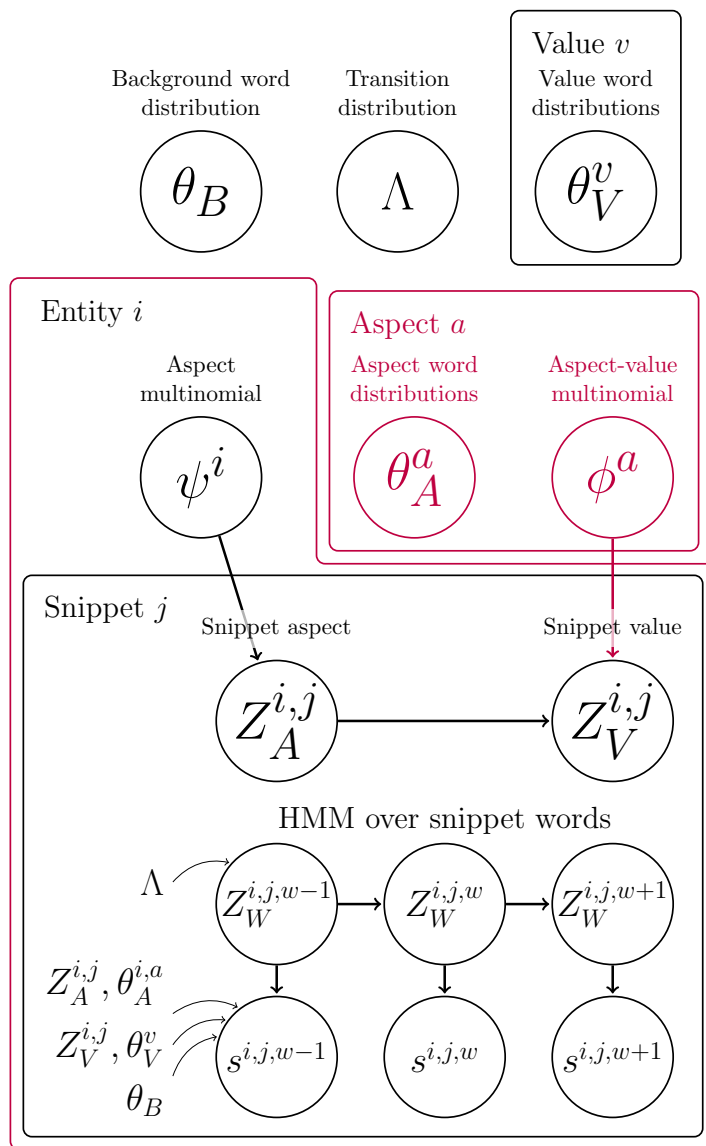 Value v
Background word
distribution
Transition
distribution
Value word
distributions
θ_B
Λ
θ_V^v
Entity i
Aspect a
Aspect
multinomial
Aspect word
distributions
Aspect-value
multinomial
ψ^i
θ_A^a
ϕ^a
Snippet j
Snippet aspect
Snippet value
Z_A^{i,j}
Z_V^{i,j}
HMM over snippet words
Λ
Z_W^{i,j,w−1}
Z_W^{i,j,w}
Z_W^{i,j,w+1}
Z_A^{i,j}, θ_A^{i,a}
Z_V^{i,j}, θ_V^v
θ_B
s^{i,j,w−1}
s^{i,j,w}
s^{i,j,w+1}